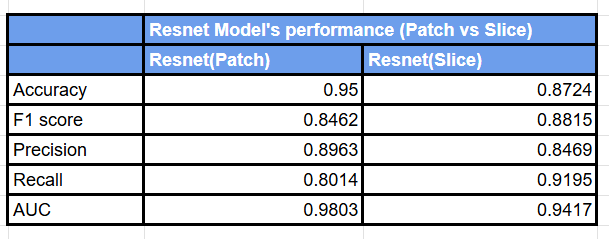 Resnet Model's performance (Patch vs Slice)
Resnet(Patch) Resnet(Slice)
Accuracy 0.95 0.8724
F1 score 0.8462 0.8815
Precision 0.8963 0.8469
Recall 0.8014 0.9195
AUC 0.9803 0.9417